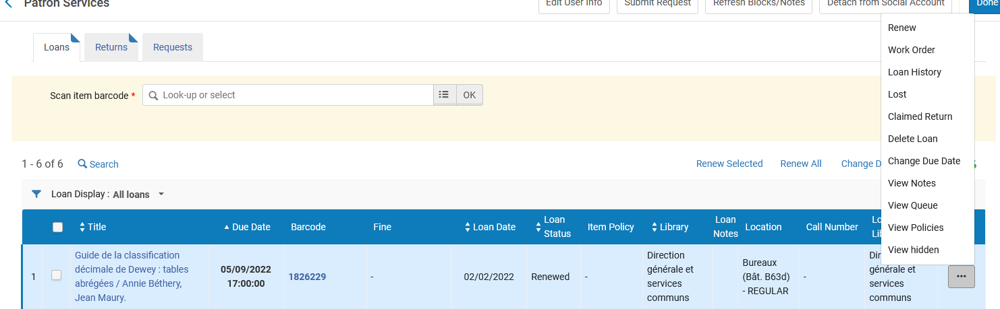 Patron Services
Edit User Info
Submit Request
Refresh Blocks/Notes
Detach from Social Account
Done
Renew
Work Order
Loan History
Lost
Claimed Return
Delete Loan
Change Due Date
View Notes
View Queue
View Policies
View hidden
Loans
Returns
Requests
Scan item barcode *
Look-up or select
OK
1 - 6 of 6
Search
Renew Selected
Renew All
Change D
Loan Display : All loans
Title
Due Date
Barcode
Fine
Loan Date
Loan
Status
Item Policy
Library
Loan
Notes
Location
Call Number
Lo
Lib
1
Guide de la classification
décimale de Dewey : tables
abrégées / Annie Béthery,
Jean Maury.
05/09/2022
17:00:00
1826229
-
02/02/2022
Renewed
-
Direction
générale et
services
communs
Bureaux
(Bât. B63d)
- REGULAR
-
Dir
générale et
services
communs